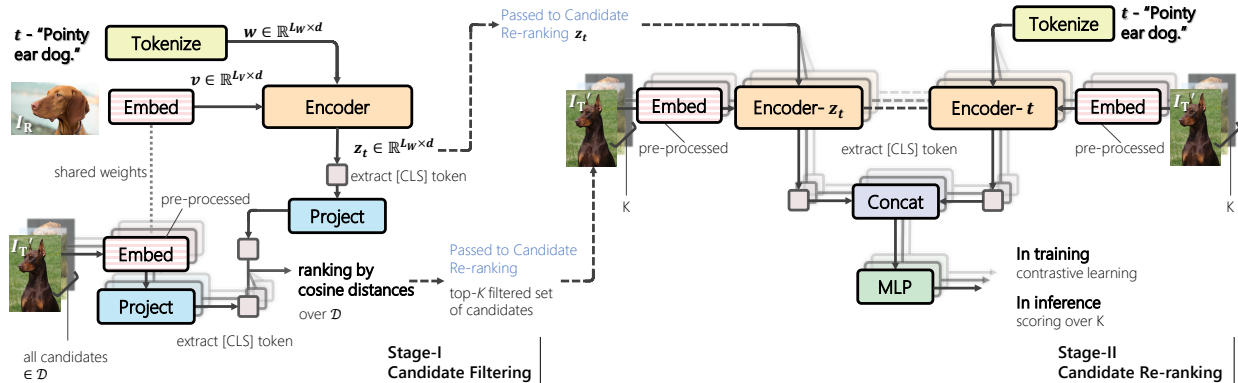 t - “Pointy
ear dog.”
Tokenize
w ∈ ℝ^{L_W×d}
v ∈ ℝ^{L_V×d}
I_R
Embed
Encoder
z_t ∈ ℝ^{L_W×d}
extract [CLS] token
shared weights
Project
pre-processed
I_T′
Embed
Project
extract [CLS] token
ranking by
cosine distances
over 𝒟
all candidates
∈ 𝒟
Stage-I
Candidate Filtering
Passed to Candidate
Re-ranking z_t
Passed to Candidate
Re-ranking
top-K filtered set
of candidates
I_T′
K
Embed
pre-processed
Encoder- z_t
extract [CLS] token
Encoder- t
t - “Pointy
ear dog.”
Tokenize
Embed
pre-processed
I_T′
K
Concat
MLP
In training
contrastive learning
In inference
scoring over K
Stage-II
Candidate Re-ranking